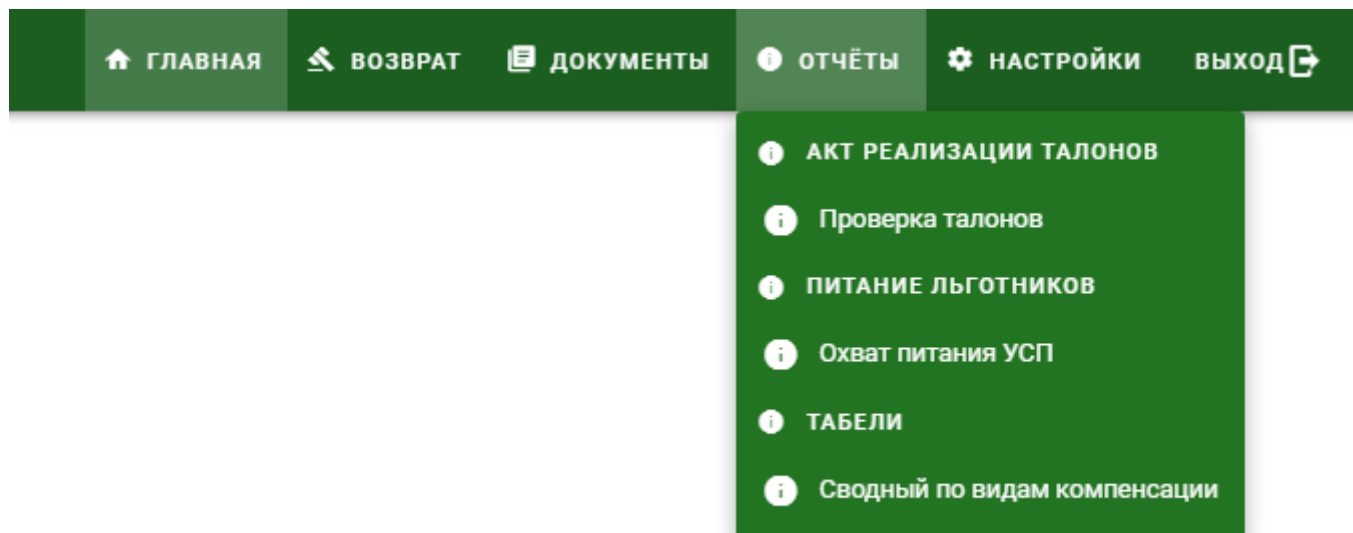 ГЛАВНАЯ ВОЗВРАТ ДОКУМЕНТЫ ОТЧЁТЫ НАСТРОЙКИ ВЫХОД
АКТ РЕАЛИЗАЦИИ ТАЛОНОВ
Проверка талонов
ПИТАНИЕ ЛЬГОТНИКОВ
Охват питания УСП
ТАБЕЛИ
Сводный по видам компенсации